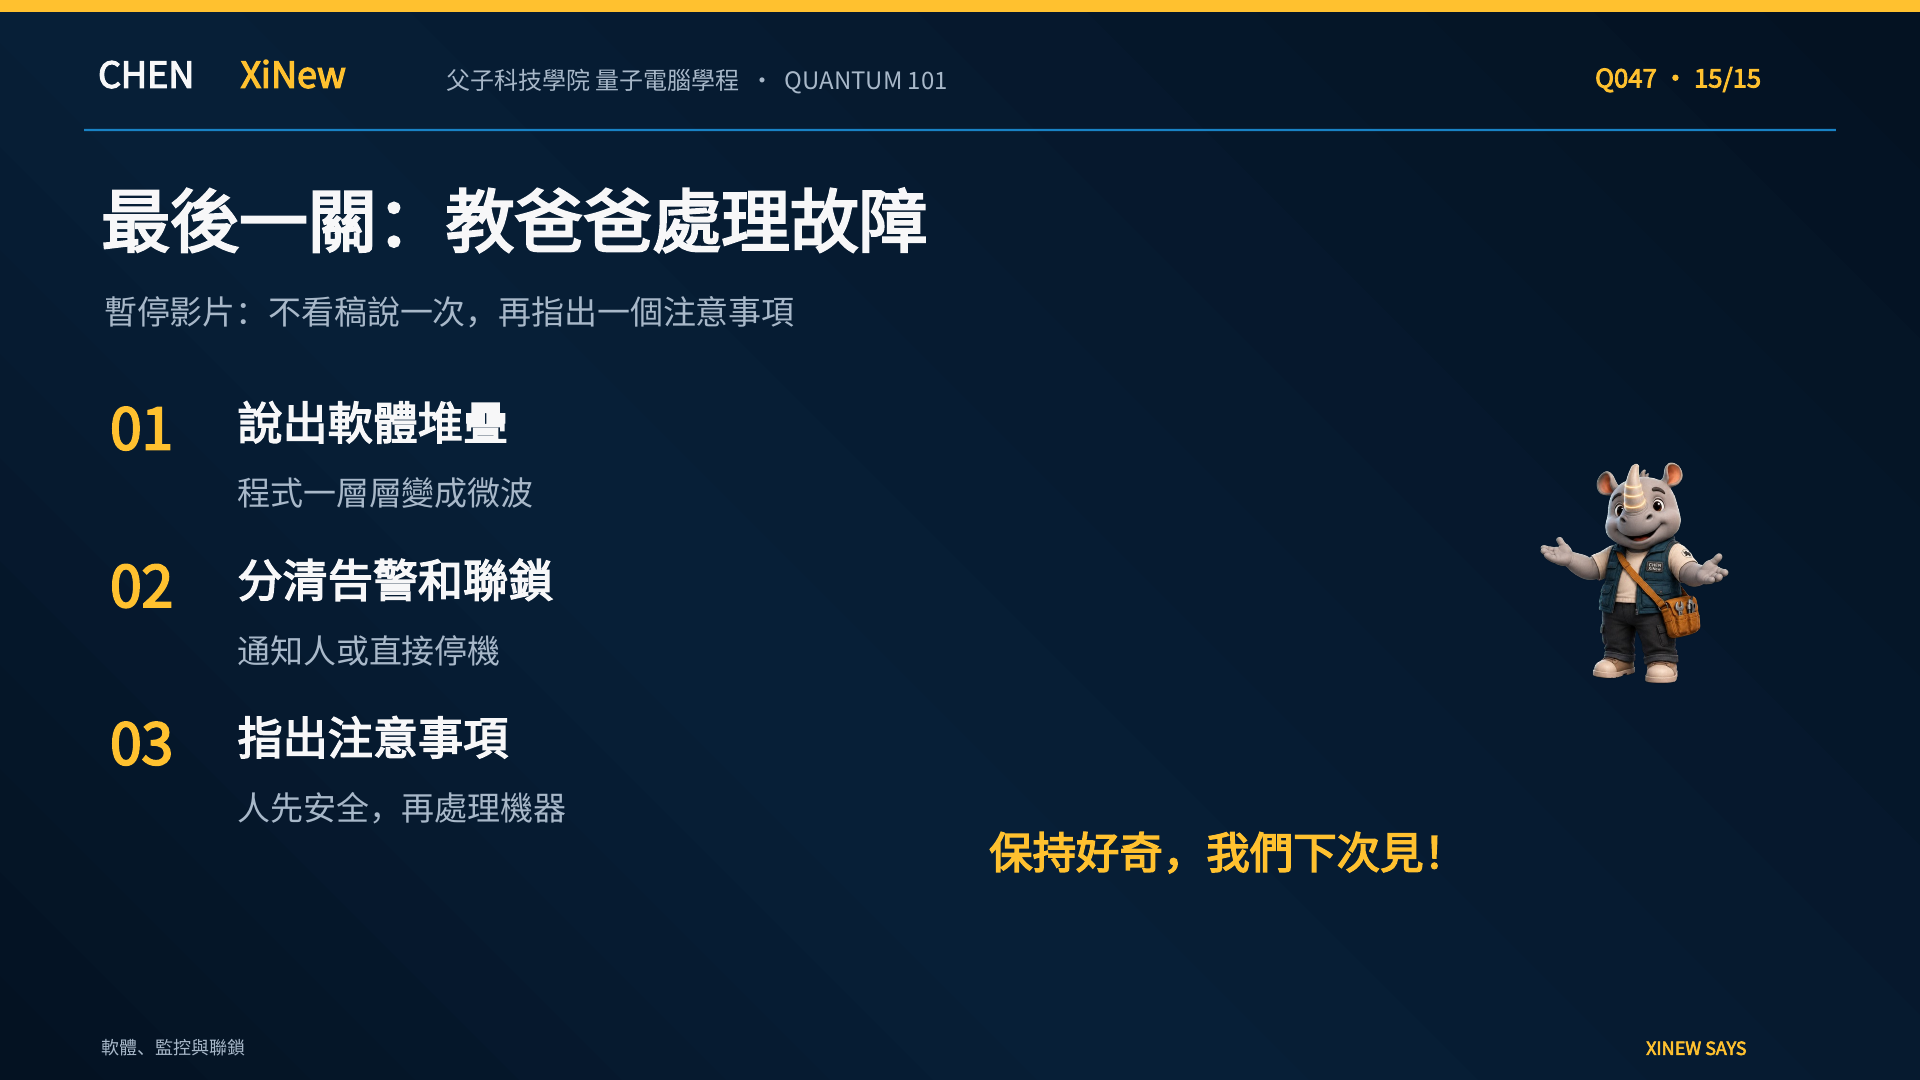 CHEN XiNew 父子科技學院 量子電腦學程 · QUANTUM 101 Q047 · 15/15
最後一關：教爸爸處理故障
暫停影片：不看稿說一次，再指出一個注意事項
01 說出軟體堆疊
程式一層層變成微波
02 分清告警和聯鎖
通知人或直接停機
03 指出注意事項
人先安全，再處理機器
保持好奇，我們下次見！
軟體、監控與聯鎖 XINEW SAYS